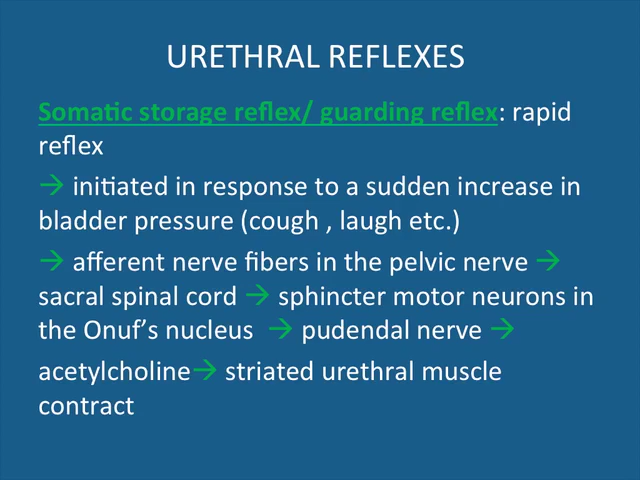 URETHRAL REFLEXES
Somatic storage reflex/ guarding reflex: rapid
reflex
→ initiated in response to a sudden increase in
bladder pressure (cough , laugh etc.)
→ afferent nerve fibers in the pelvic nerve →
sacral spinal cord → sphincter motor neurons in
the Onuf’s nucleus → pudendal nerve →
acetylcholine→ striated urethral muscle
contract